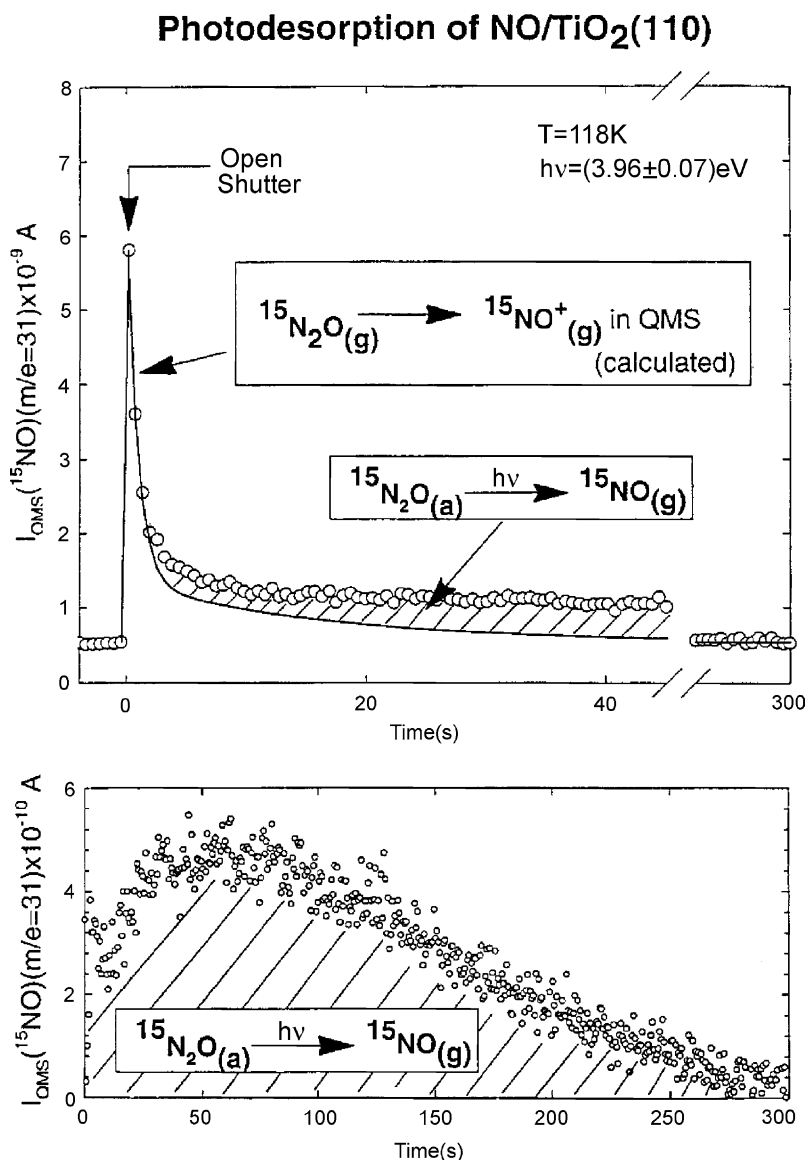 Photodesorption of NO/TiO₂(110)
8
7
6
5
4
3
2
1
0
I_QMS(¹⁵NO)(m/e=31)x10⁻⁹ A
Open
Shutter
T=118K
hν=(3.96±0.07)eV
¹⁵N₂O(g) → ¹⁵NO⁺(g) in QMS
(calculated)
¹⁵N₂O(a) hν → ¹⁵NO(g)
0 20 40 300
Time(s)
6
4
2
0
I_QMS(¹⁵NO)(m/e=31)x10⁻¹⁰ A
¹⁵N₂O(a) hν → ¹⁵NO(g)
0 50 100 150 200 250 300
Time(s)